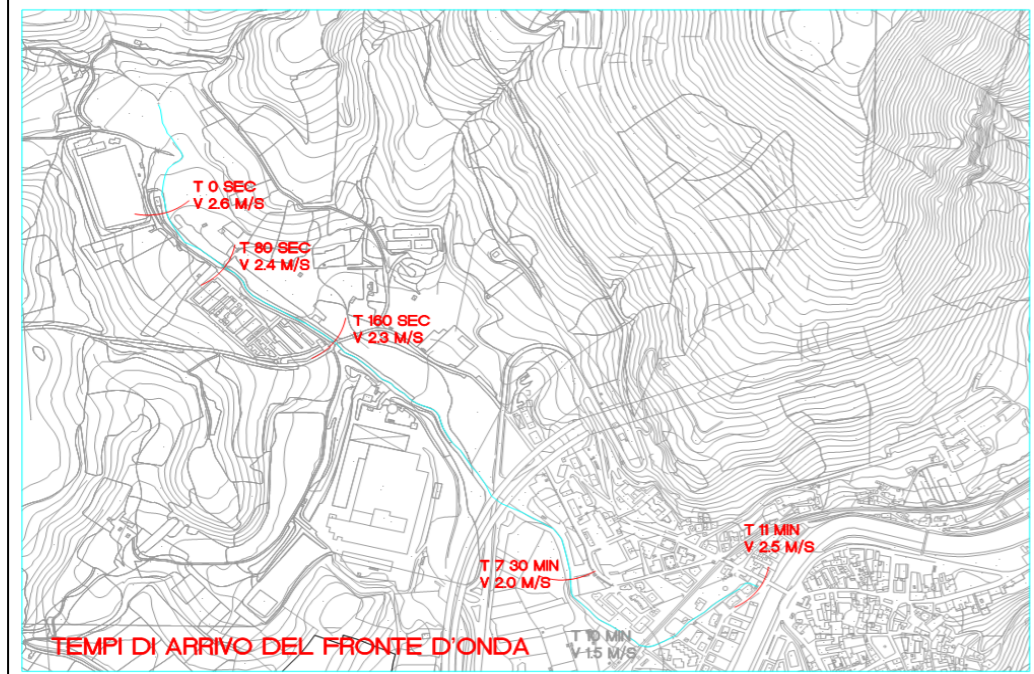 T 0 SEC
V 2.6 M/S
T 80 SEC
V 2.4 M/S
T 160 SEC
V 2.3 M/S
T 11 MIN
V 2.5 M/S
T 7 30 MIN
V 2.0 M/S
T 10 MIN
V 1.5 M/S
TEMPI DI ARRIVO DEL FRONTE D'ONDA